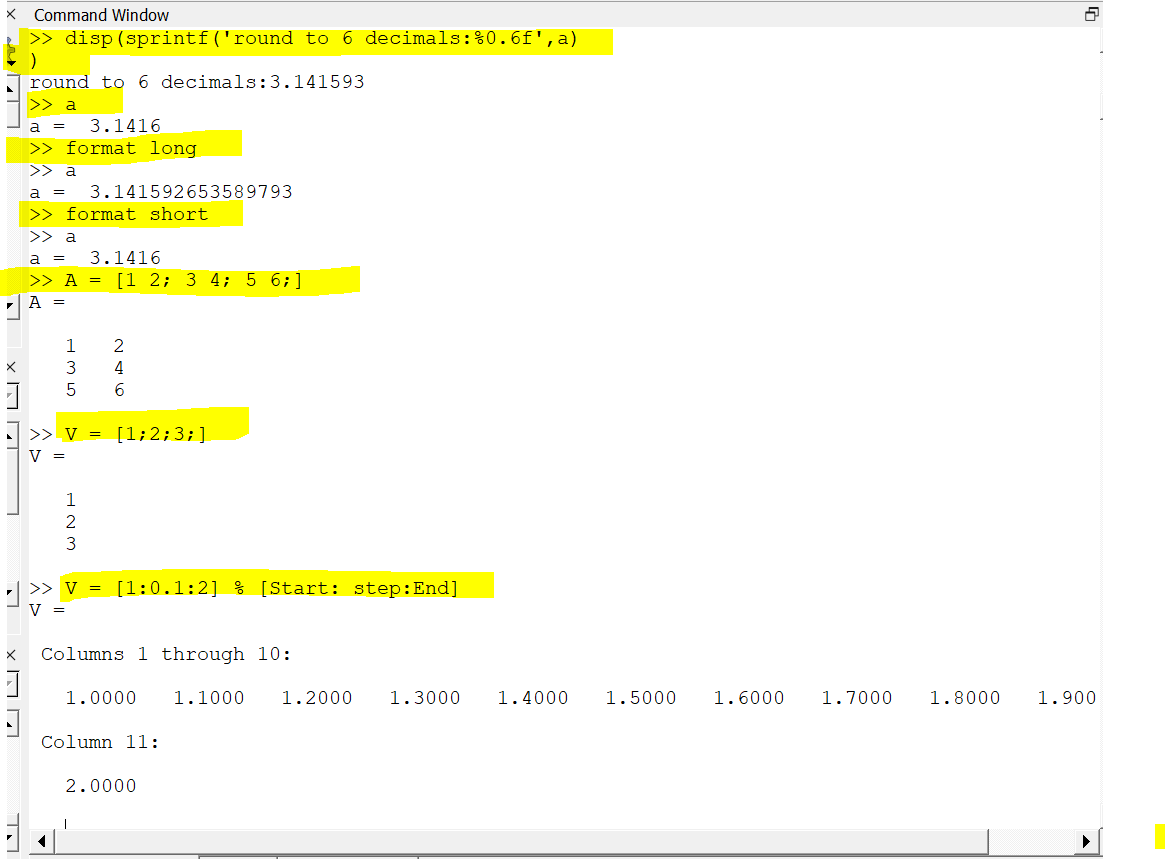 Command Window
>> disp(sprintf('round to 6 decimals:%0.6f',a)
)
round to 6 decimals:3.141593
>> a
a =  3.1416
>> format long
>> a
a =  3.141592653589793
>> format short
>> a
a =  3.1416
>> A = [1 2; 3 4; 5 6;]
A =
1   2
3   4
5   6
>> V = [1;2;3;]
V =
1
2
3
>> V = [1:0.1:2] % [Start: step:End]
V =
Columns 1 through 10:
1.0000   1.1000   1.2000   1.3000   1.4000   1.5000   1.6000   1.7000   1.8000   1.900
Column 11:
2.0000